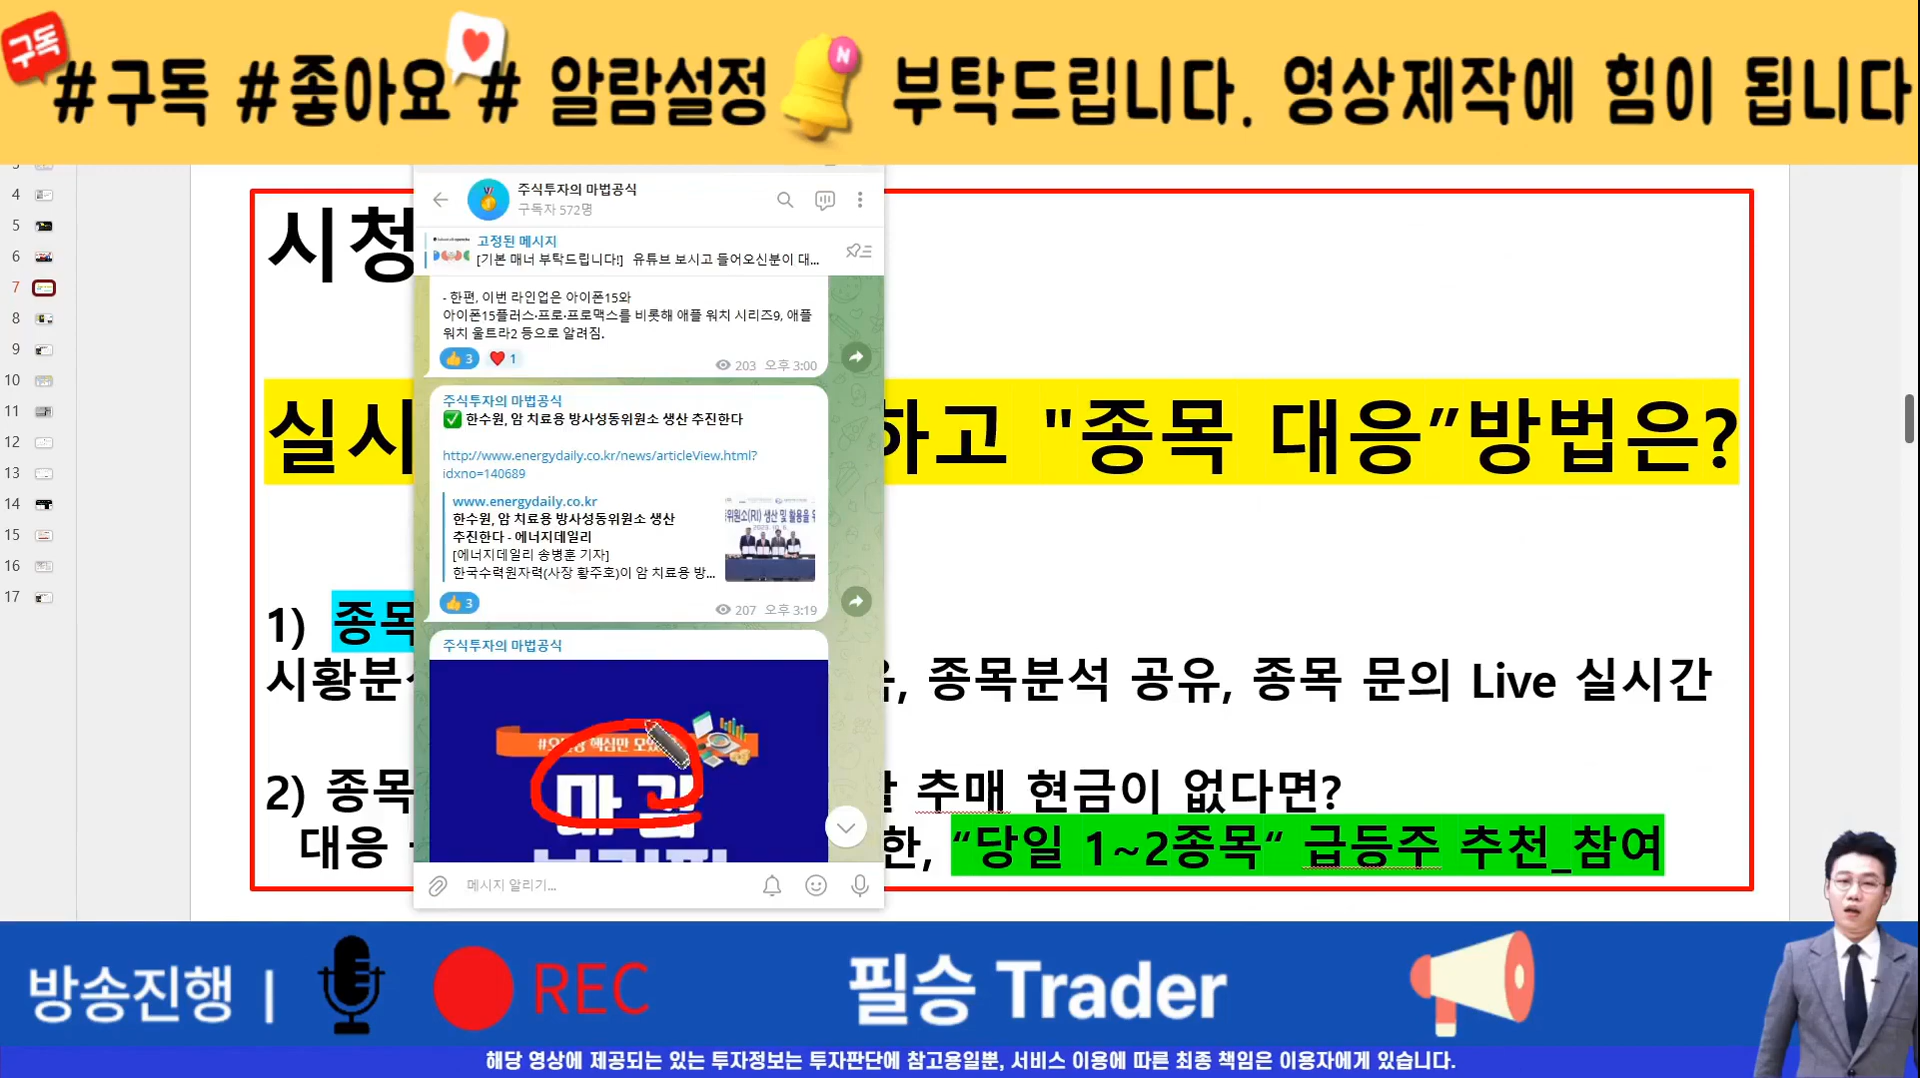 구독
#구독 #좋아요 # 알람설정 부탁드립니다. 영상제작에 힘이 됩니다
N
4
5
6
7
8
9
10
11
12
13
14
15
16
17
주식투자의 마법공식
구독자 572명
고정된 메시지
[기본 매너 부탁드립니다!] 유튜브 보시고 들어오신분이 대...
- 한편, 이번 라인업은 아이폰15와
아이폰15플러스·프로·프로맥스를 비롯해 애플 워치 시리즈9, 애플
워치 울트라2 등으로 알려짐.
3 1
203 오후 3:00
주식투자의 마법공식
한수원, 암 치료용 방사성동위원소 생산 추진한다
http://www.energydaily.co.kr/news/articleView.html?
idxno=140689
www.energydaily.co.kr
한수원, 암 치료용 방사성동위원소 생산
추진한다 - 에너지데일리
[에너지데일리 송병훈 기자]
한국수력원자력(사장 황주호)이 암 치료용 방...
3
207 오후 3:19
주식투자의 마법공식
마감
메시지 알리기...
시청
실시 하고 "종목 대응”방법은?
1) 종목
시황분 , 종목분석 공유, 종목 문의 Live 실시간
2) 종목 추매 현금이 없다면?
대응 한, “당일 1~2종목“ 급등주 추천_참여
방송진행 |
REC
필승 Trader
해당 영상에 제공되는 있는 투자정보는 투자판단에 참고용일뿐, 서비스 이용에 따른 최종 책임은 이용자에게 있습니다.